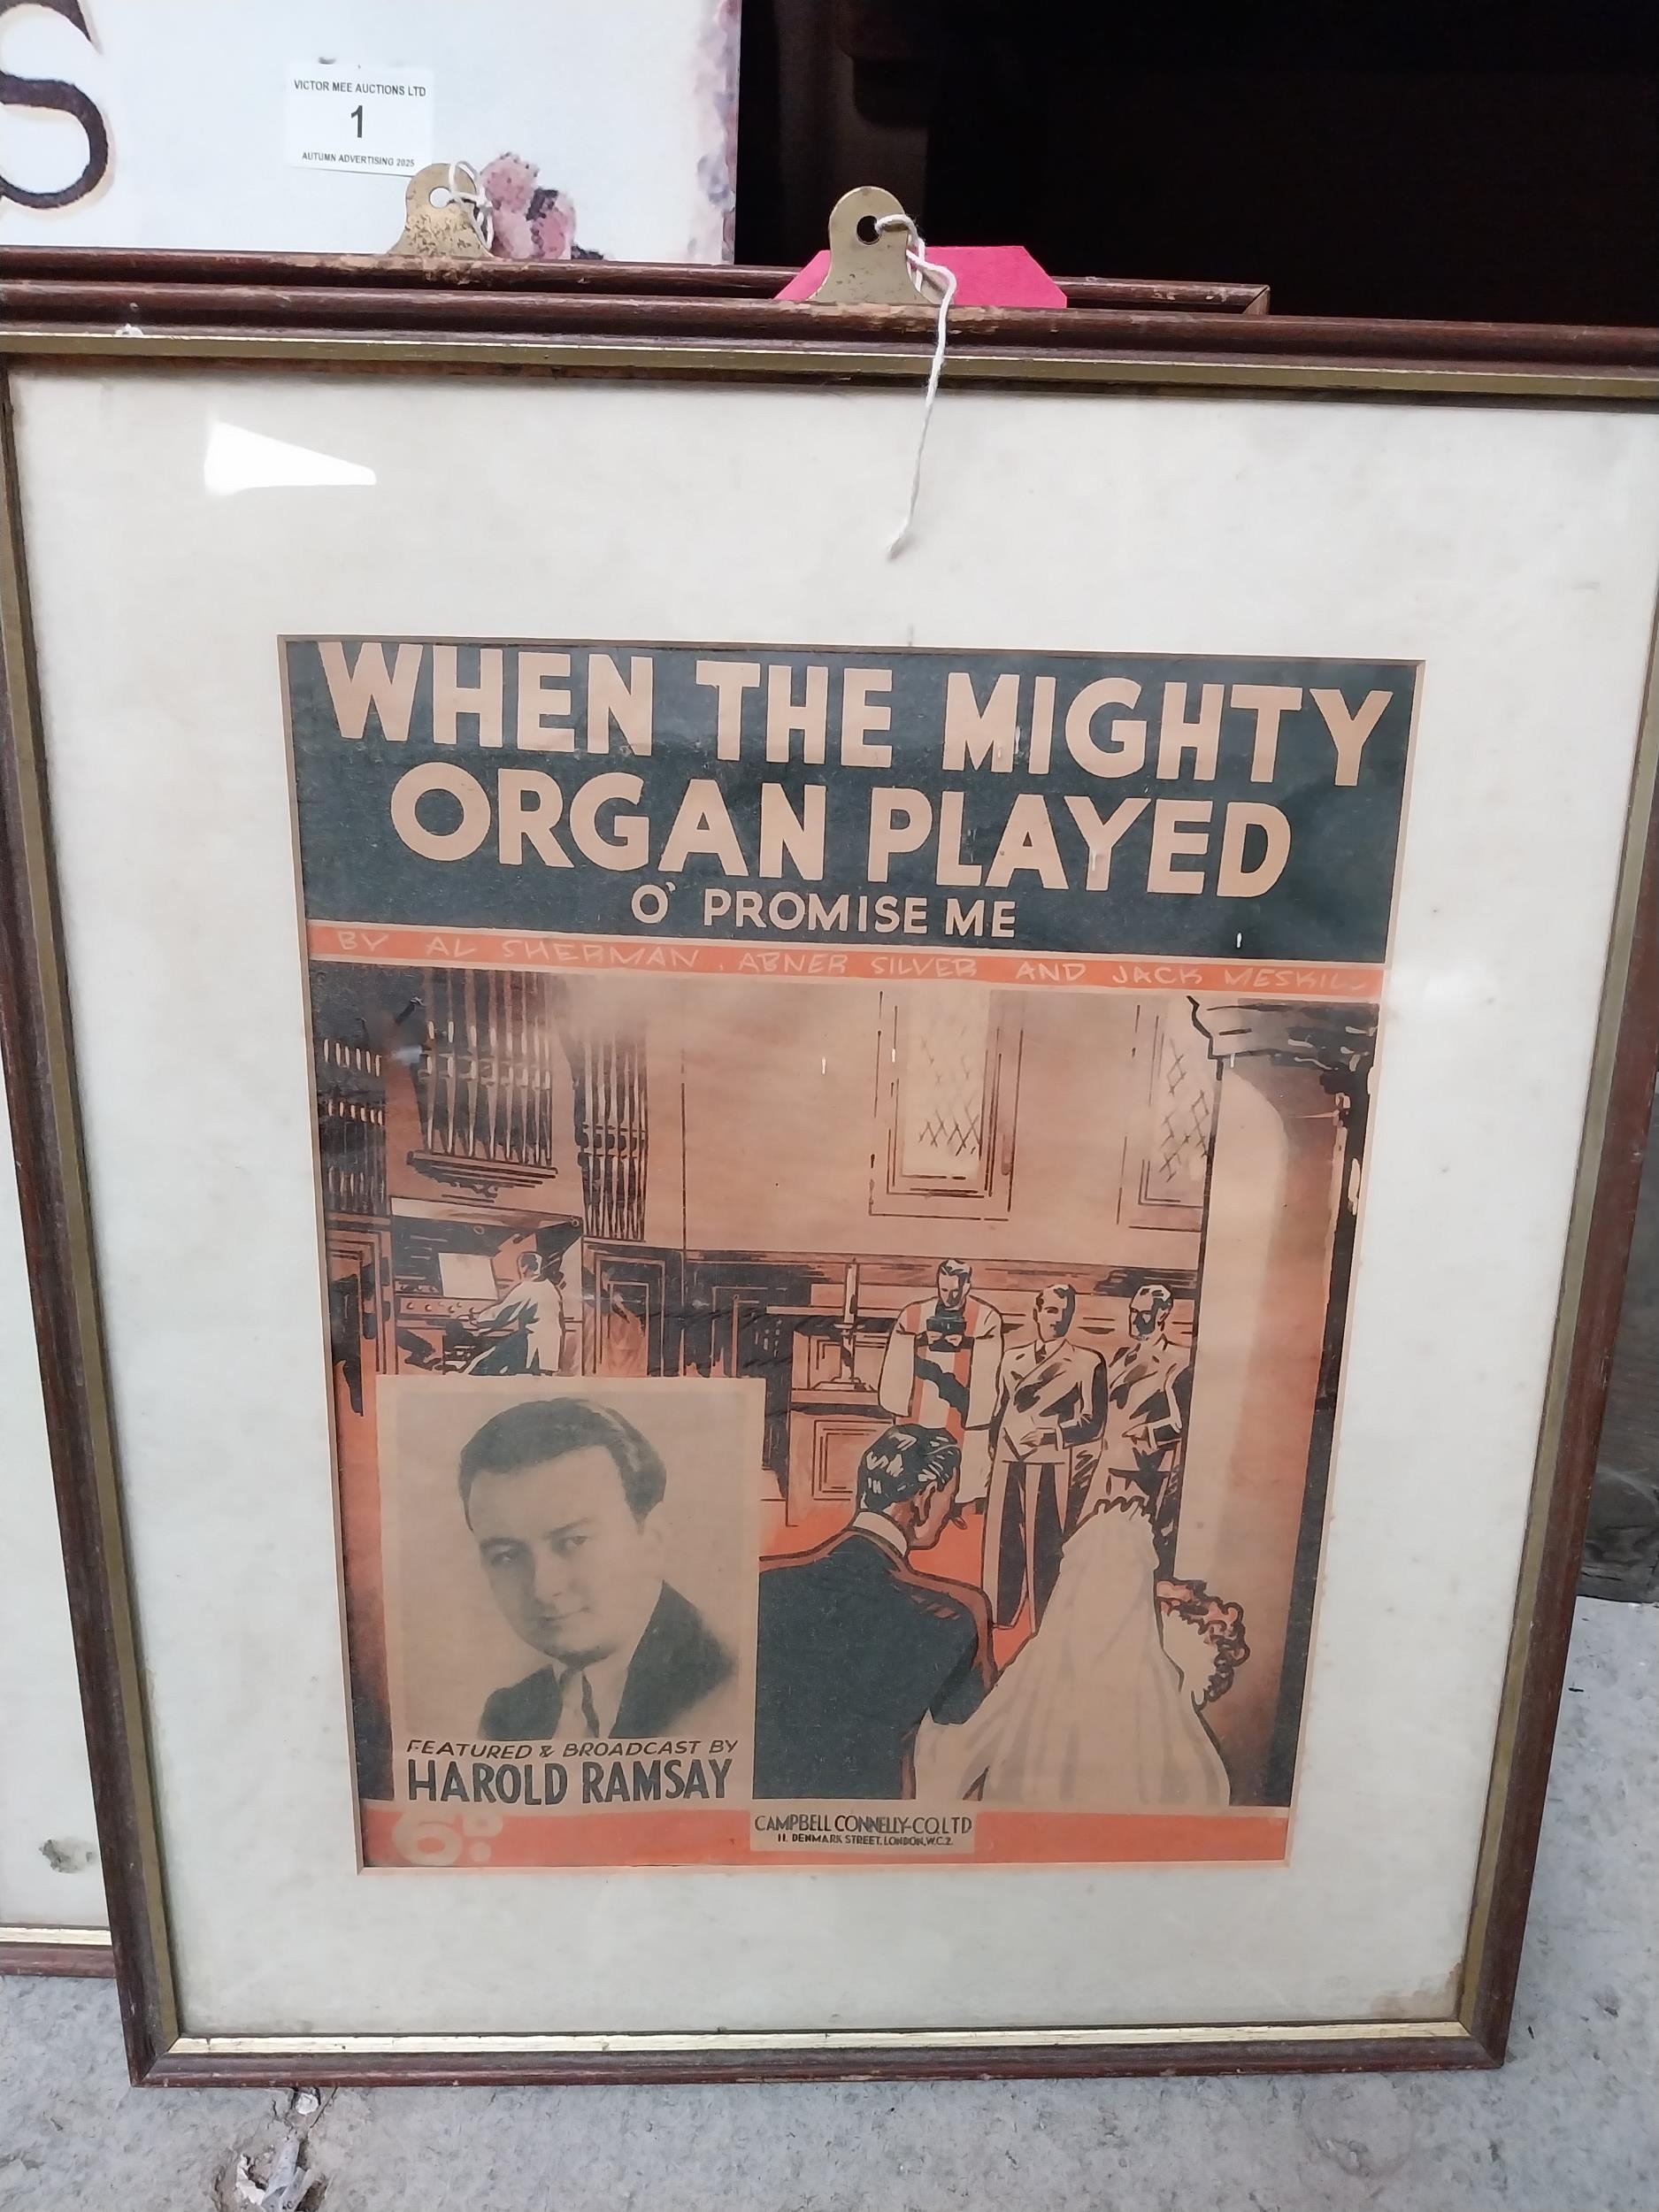 S
VICTOR MEE AUCTIONS LTD
1
AUTUMN ADVERTISING 2025
WHEN THE MIGHTY
ORGAN PLAYED
O' PROMISE ME
BY AL SHERMAN, ABNER SILVER AND JACK MESKILL
FEATURED & BROADCAST BY
HAROLD RAMSAY
6D.
CAMPBELL CONNELLY-CO.LTD
11, DENMARK STREET, LONDON, W.C.2.